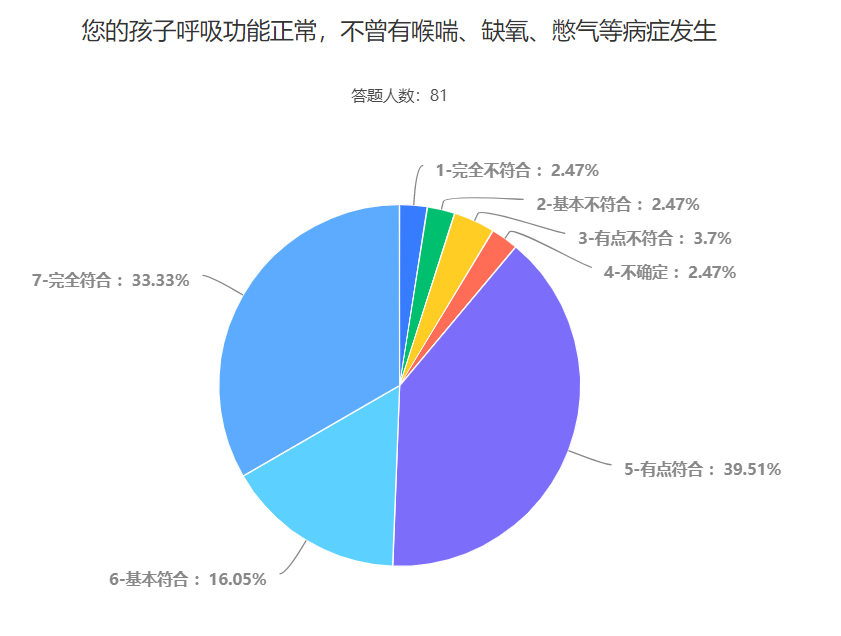 您的孩子呼吸功能正常，不曾有喉喘、缺氧、憋气等病症发生
答题人数：81
1-完全不符合： 2.47%
2-基本不符合： 2.47%
3-有点不符合： 3.7%
4-不确定： 2.47%
7-完全符合： 33.33%
5-有点符合： 39.51%
6-基本符合： 16.05%